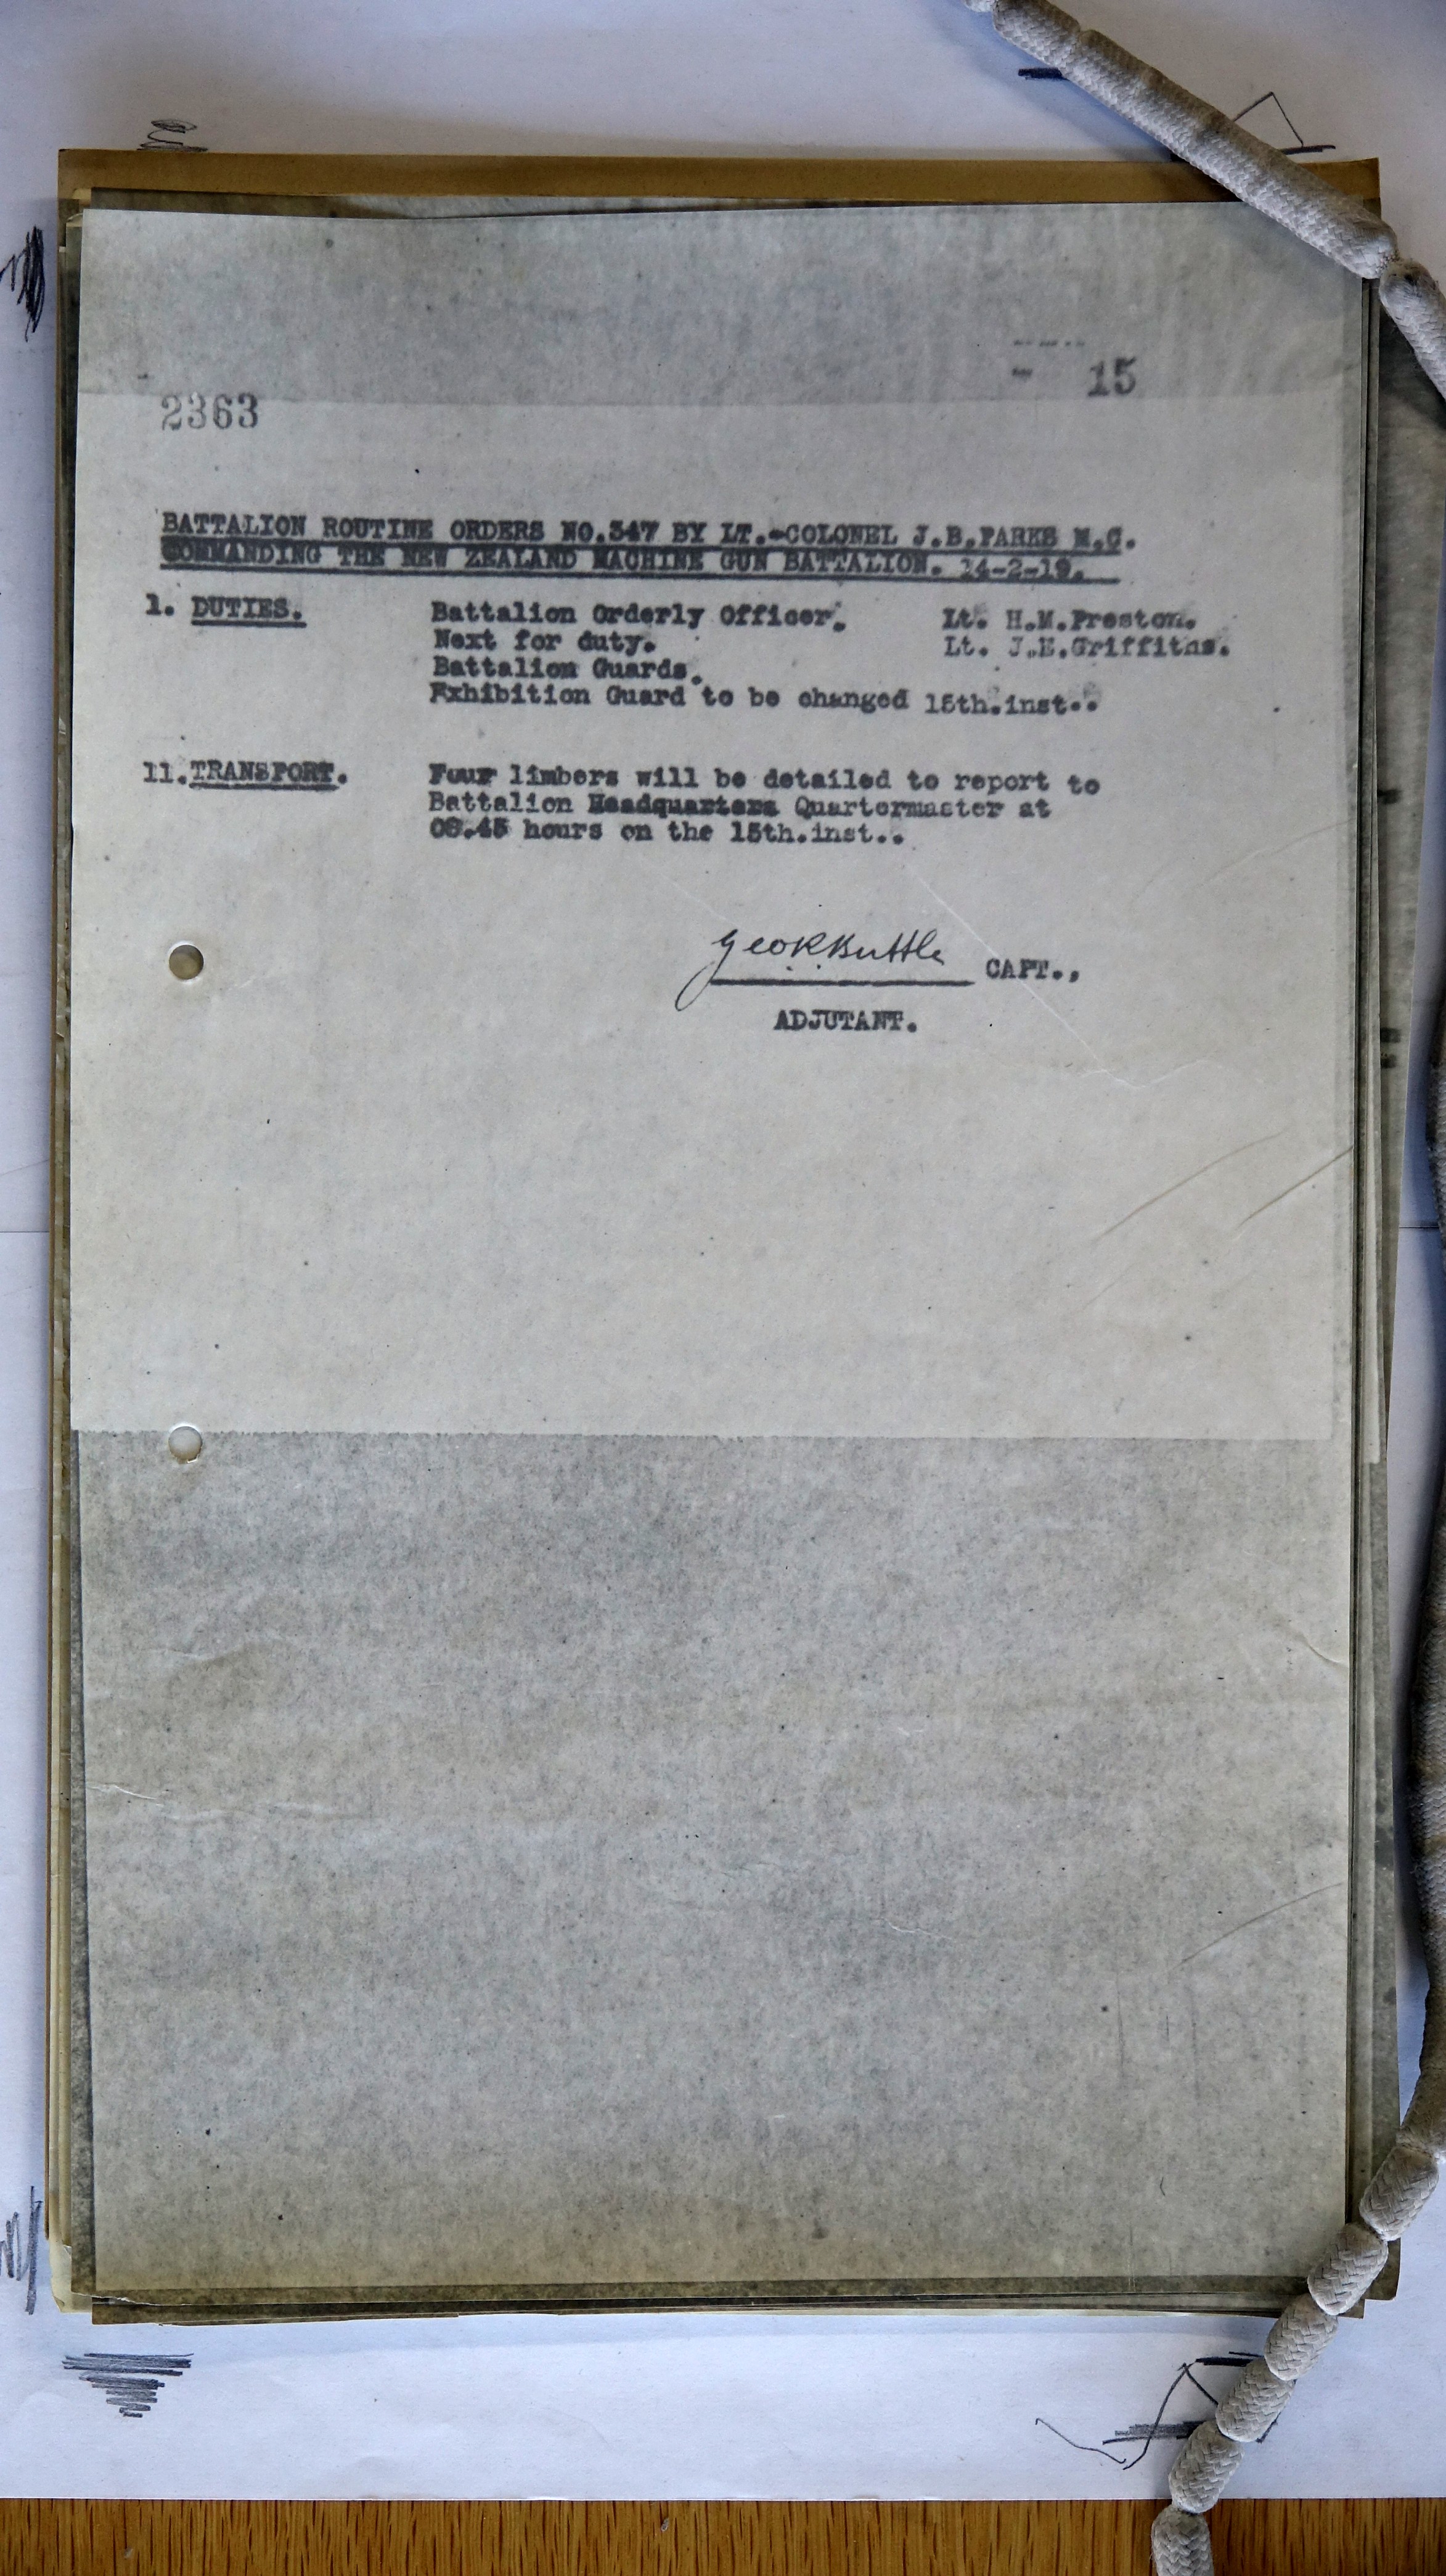 15
2363
BATTALION ROUTINE ORDERS NO.347 BY LT.-COLONEL J.B.PARKS M.C.
COMMANDING THE NEW ZEALAND MACHINE GUN BATTALION. 14-2-19.
1. DUTIES. Battalion Orderly Officer. Lt. H.M.Preston.
Next for duty. Lt. J.E.Griffiths.
Battalion Guards.
Exhibition Guard to be changed 15th.inst..
11. TRANSPORT. Four limbers will be detailed to report to
Battalion Headquarters Quartermaster at
hours on the 15th.inst..
Geo R Buttle CAPT.,
ADJUTANT.